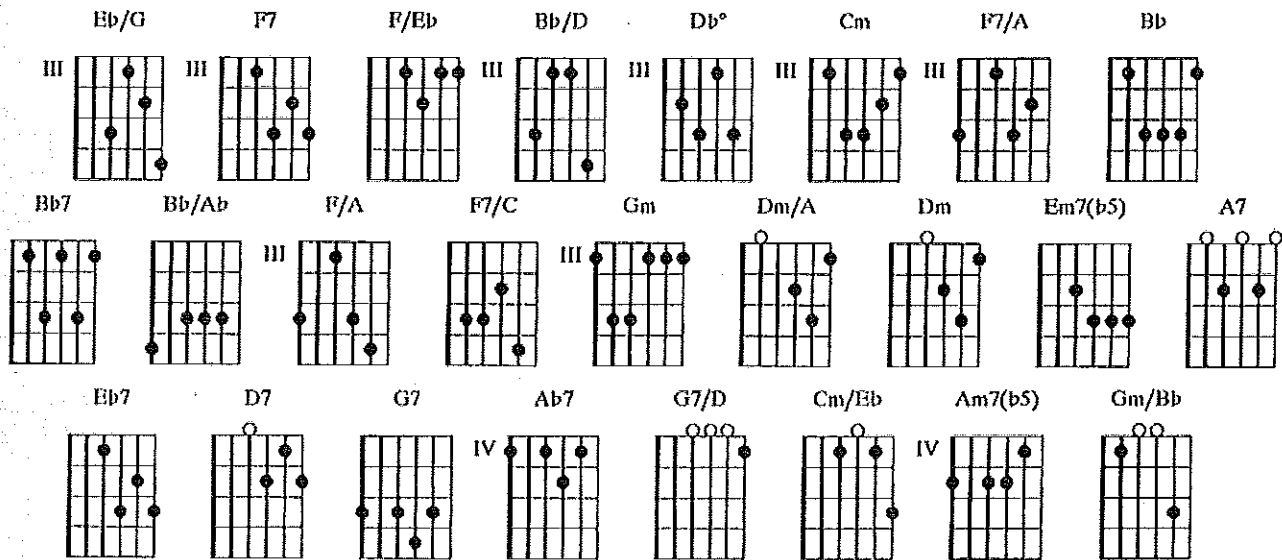 Eb/G F7 F/Eb Bb/D Db° Cm F7/A Bb
III III III III III III
Bb7 Bb/Ab F/A F7/C Gm Dm/A Dm Em7(b5) A7
III III
Eb7 D7 G7 Ab7 G7/D Cm/Eb Am7(b5) Gm/Bb
IV IV